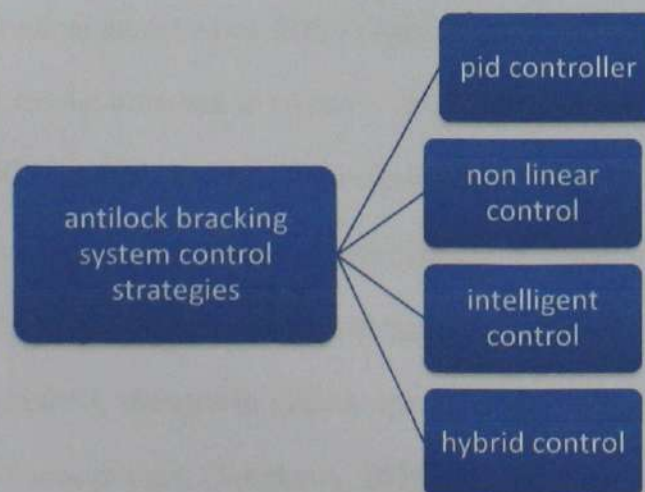 antilock bracking
system control
strategies
pid controller
non linear
control
intelligent
control
hybrid control